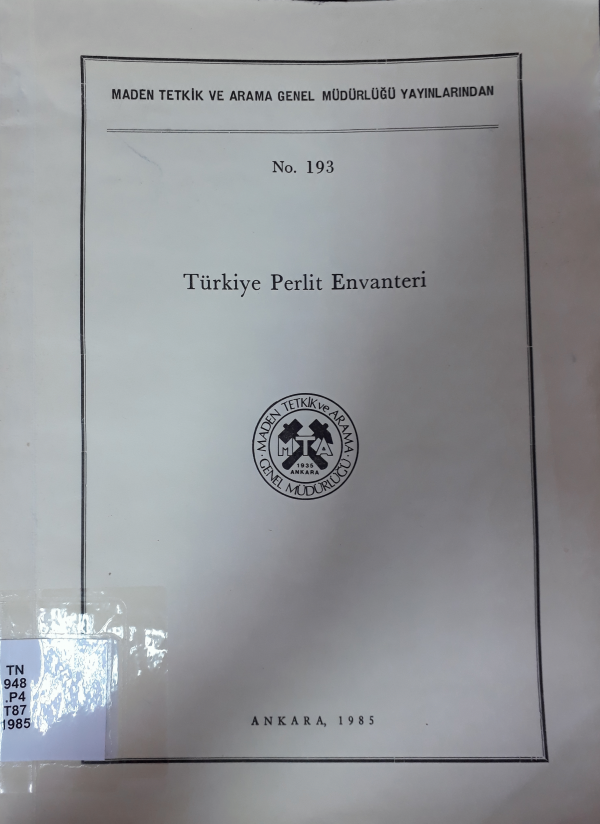 MADEN TETKİK VE ARAMA GENEL MÜDÜRLÜĞÜ YAYINLARINDAN
No. 193
Türkiye Perlit Envanteri
MADEN TETKİK ve ARAMA
MTA
1935
ANKARA
GENEL MÜDÜRLÜĞÜ
TN
948
.P4
T87
1985
ANKARA, 1985